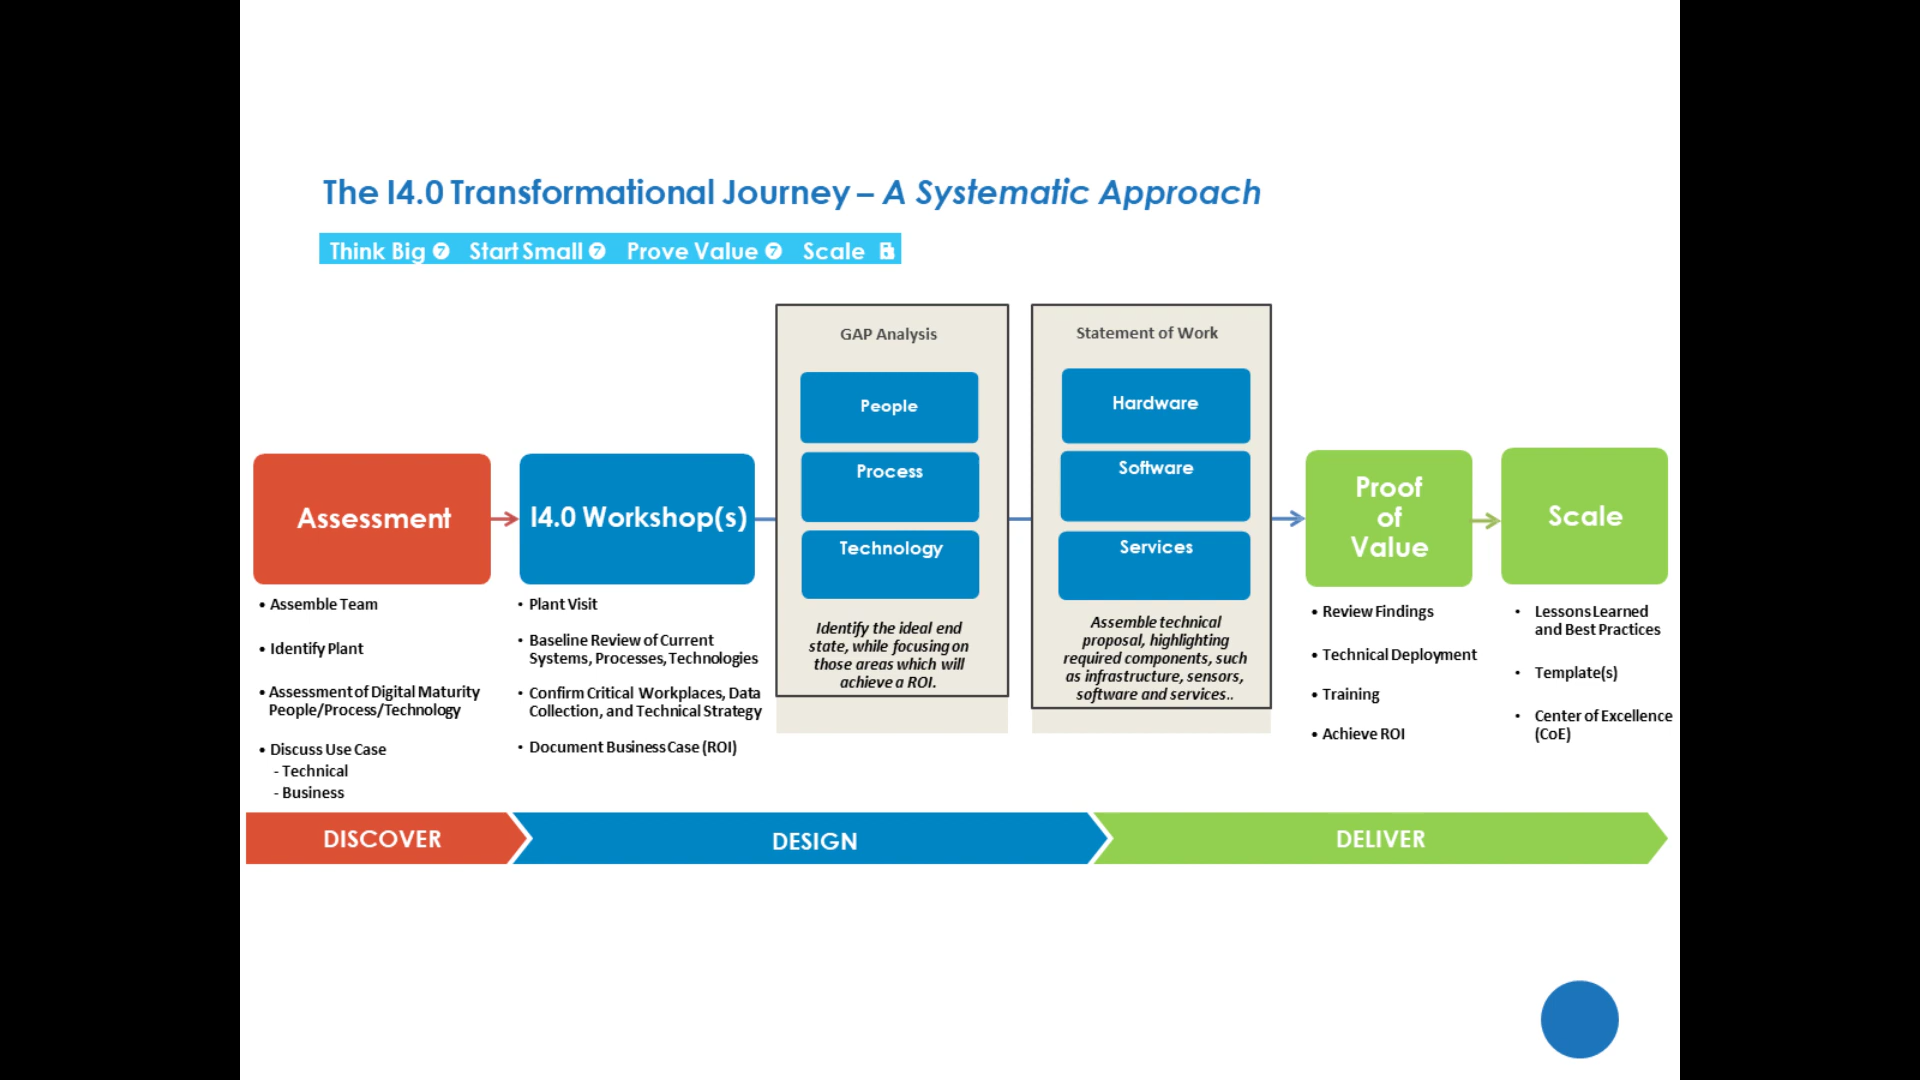 The I4.0 Transformational Journey – A Systematic Approach
Think Big ❼ Start Small ❼ Prove Value ❼ Scale
GAP Analysis
People
Process
Technology
Identify the ideal end
state, while focusing on
those areas which will
achieve a ROI.
Statement of Work
Hardware
Software
Services
Assemble technical
proposal, highlighting
required components, such
as infrastructure, sensors,
software and services..
Assessment
• Assemble Team
• Identify Plant
• Assessment of Digital Maturity
People/Process/Technology
• Discuss Use Case
- Technical
- Business
I4.0 Workshop(s)
• Plant Visit
• Baseline Review of Current
Systems, Processes, Technologies
• Confirm Critical Workplaces, Data
Collection, and Technical Strategy
• Document Business Case (ROI)
Proof
of
Value
• Review Findings
• Technical Deployment
• Training
• Achieve ROI
Scale
• Lessons Learned
and Best Practices
• Template(s)
• Center of Excellence
(CoE)
DISCOVER
DESIGN
DELIVER